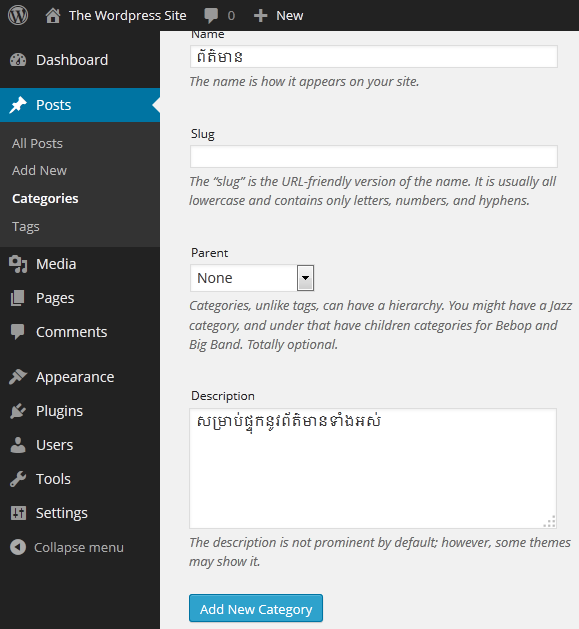 The Wordpress Site 0 New
Dashboard
Posts
All Posts
Add New
Categories
Tags
Media
Pages
Comments
Appearance
Plugins
Users
Tools
Settings
Collapse menu
Name
ព័ត៌មាន
The name is how it appears on your site.
Slug
The “slug” is the URL-friendly version of the name. It is usually all
lowercase and contains only letters, numbers, and hyphens.
Parent
None
Categories, unlike tags, can have a hierarchy. You might have a Jazz
category, and under that have children categories for Bebop and
Big Band. Totally optional.
Description
សម្រាប់ផ្ទុកនូវព័ត៌មានទាំងអស់
The description is not prominent by default; however, some themes
may show it.
Add New Category